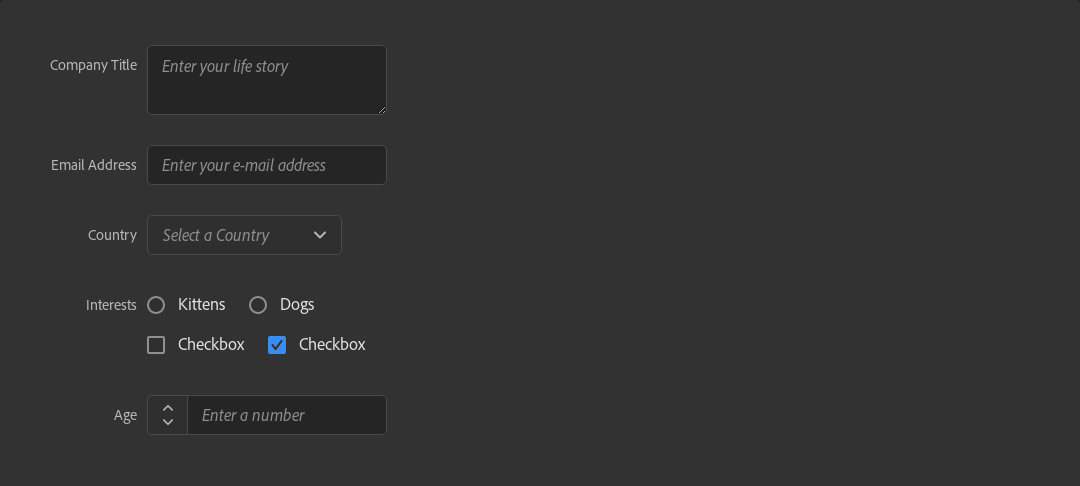 Company Title Enter your life story
Email Address Enter your e-mail address
Country Select a Country
Interests Kittens Dogs
Checkbox Checkbox
Age Enter a number